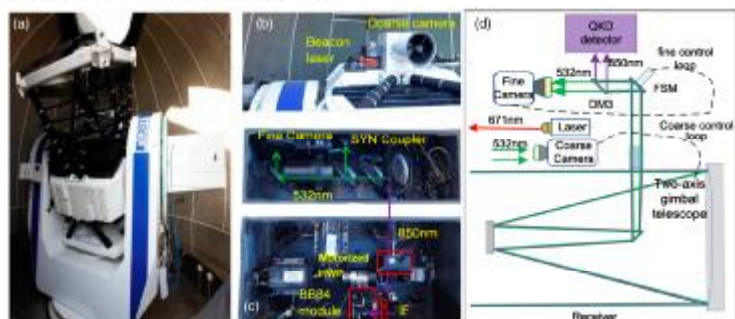 (a)
(b)
Coarse camera
Beacon
laser
Fine Camera
SYN Coupler
532nm
850nm
Motorized
HWP
BB84
module
IF
(c)
(d)
QKD
detector
850nm
fine control
loop
532nm
Fine
Camera
FSM
DM3
671nm
Laser
Coarse control
loop
532nm
Coarse
Camera
Two-axis
gimbal
telescope
Receiver